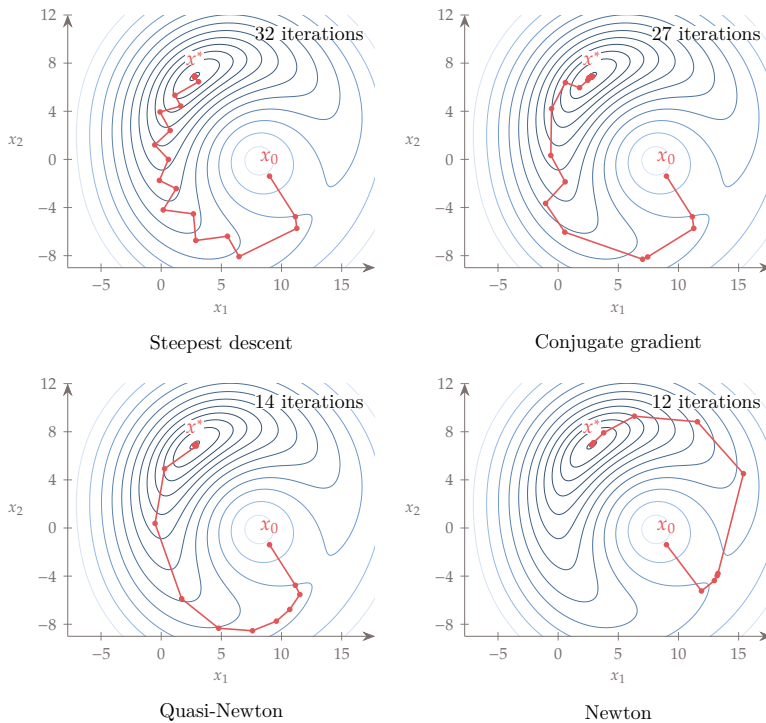 12
32 iterations
x*
8
4
x₂
0
x₀
−4
−8
−5
0
5
10
15
x₁
Steepest descent
12
27 iterations
x*
8
4
x₂
0
x₀
−4
−8
−5
0
5
10
15
x₁
Conjugate gradient
12
14 iterations
x*
8
4
x₂
0
x₀
−4
−8
−5
0
5
10
15
x₁
Quasi-Newton
12
12 iterations
x*
8
4
x₂
0
x₀
−4
−8
−5
0
5
10
15
x₁
Newton